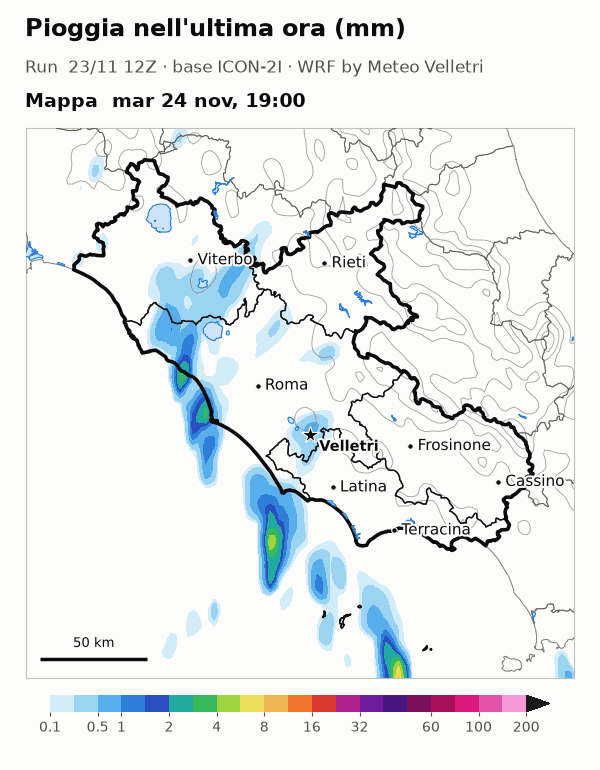 Pioggia nell'ultima ora (mm)
Run  23/11 12Z · base ICON-2I · WRF by Meteo Velletri
Mappa  mar 24 nov, 19:00
Viterbo
Rieti
Roma
Velletri
Frosinone
Cassino
Latina
Terracina
50 km
0.1 0.5 1 2 4 8 16 32 60 100 200